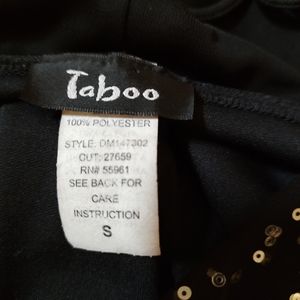 Taboo
100% POLYESTER
STYLE: DM147302
CUT: 27659
RN# 55961
SEE BACK FOR
CARE
INSTRUCTION
S